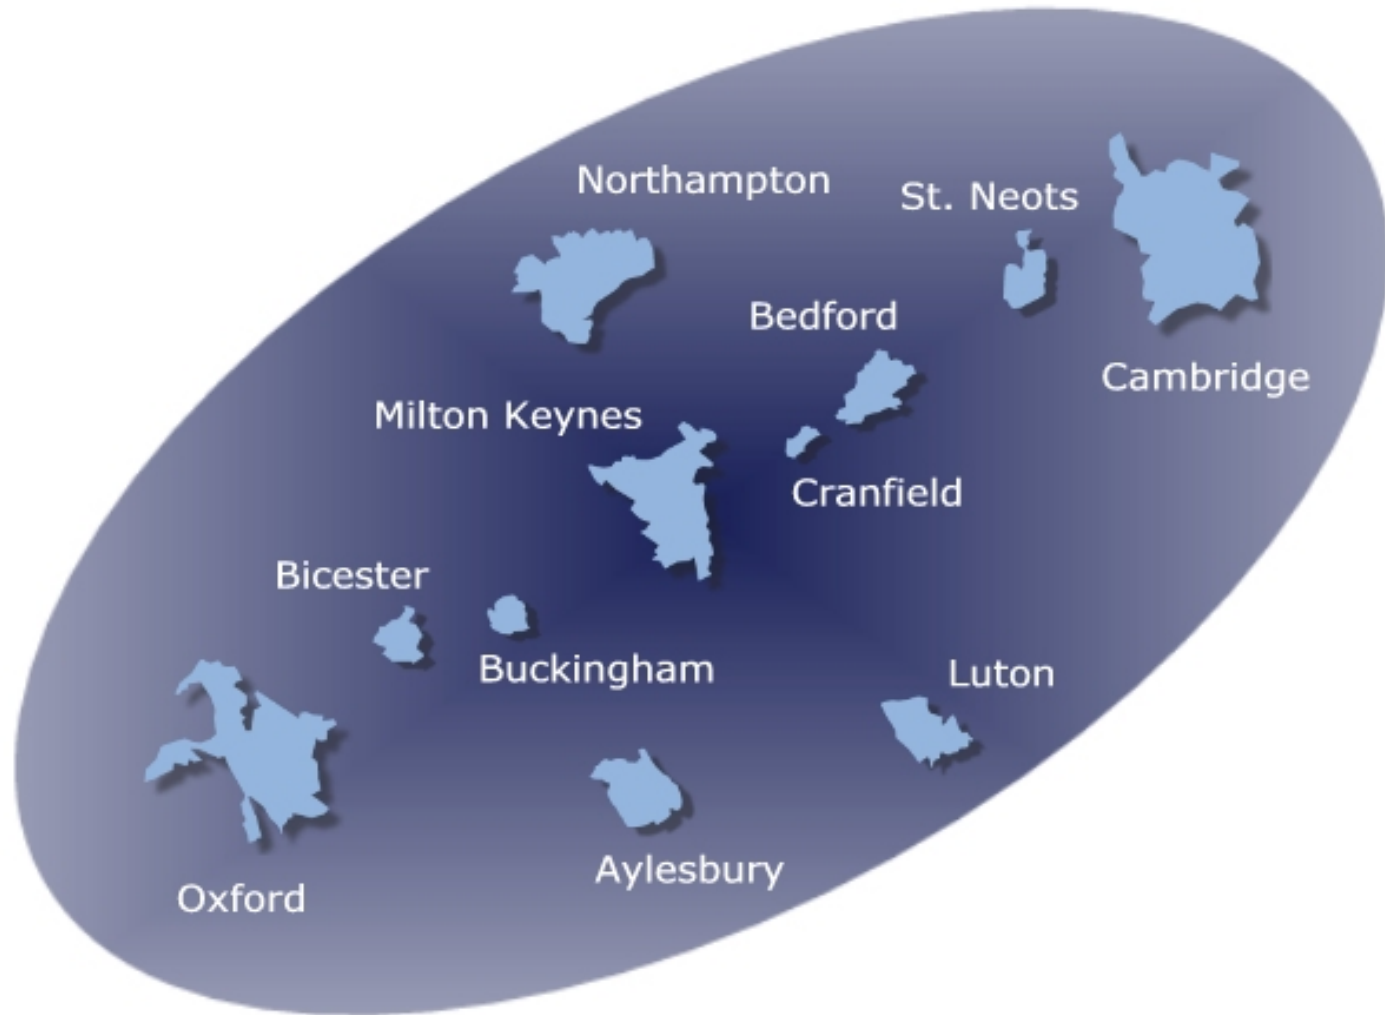 Northampton
St. Neots
Bedford
Cambridge
Milton Keynes
Cranfield
Bicester
Buckingham
Luton
Aylesbury
Oxford